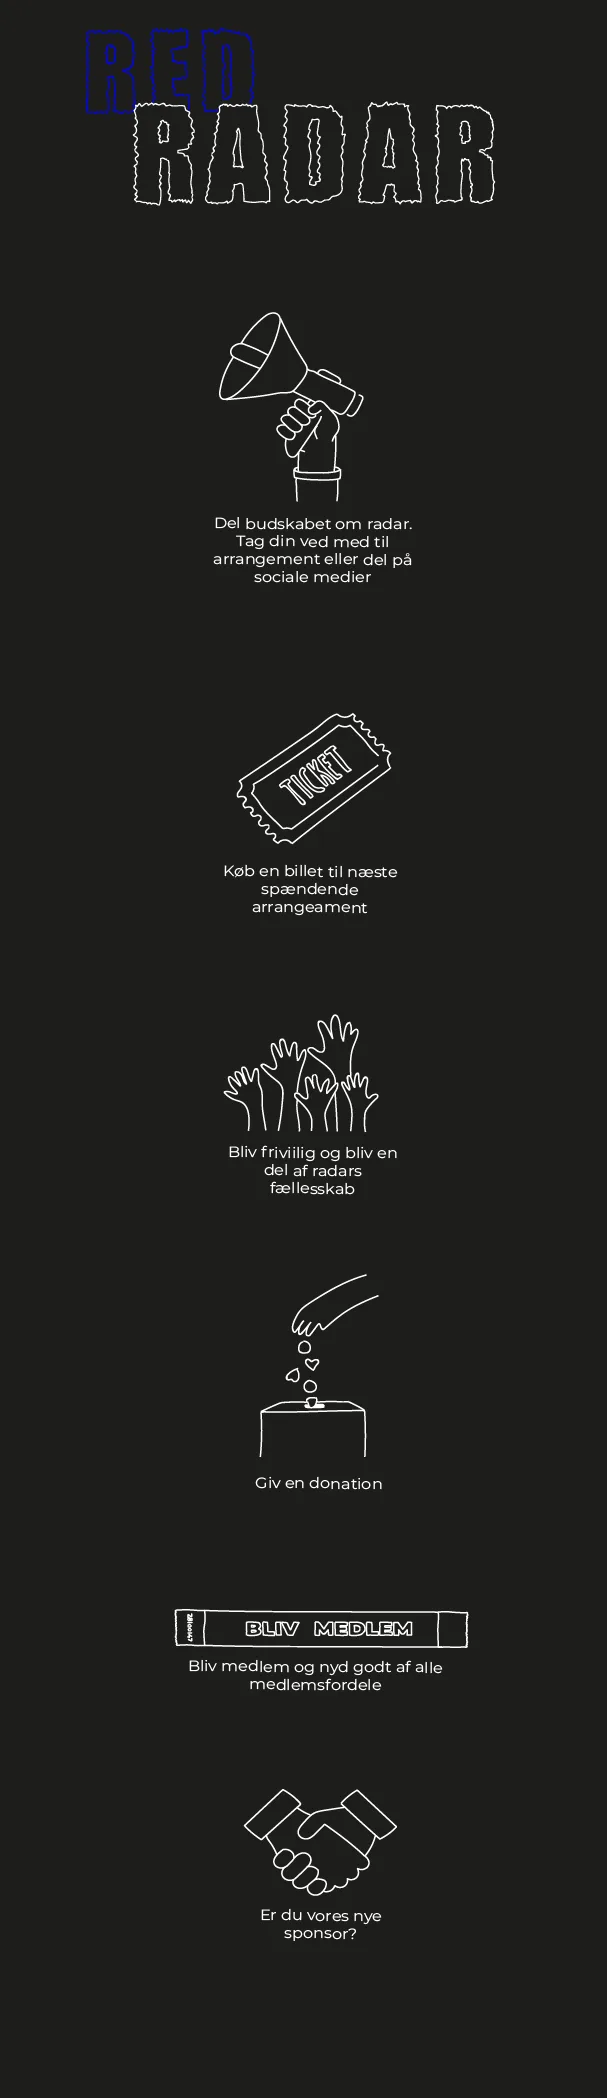 RED
RADAR
Del budskabet om radar.
Tag din ved med til
arrangement eller del på
sociale medier
TICKET
Køb en billet til næste
spændende
arrangeament
Bliv friviilig og bliv en
del af radars
fællesskab
Giv en donation
BLIV MEDLEM
Bliv medlem og nyd godt af alle
medlemsfordele
Er du vores nye
sponsor?